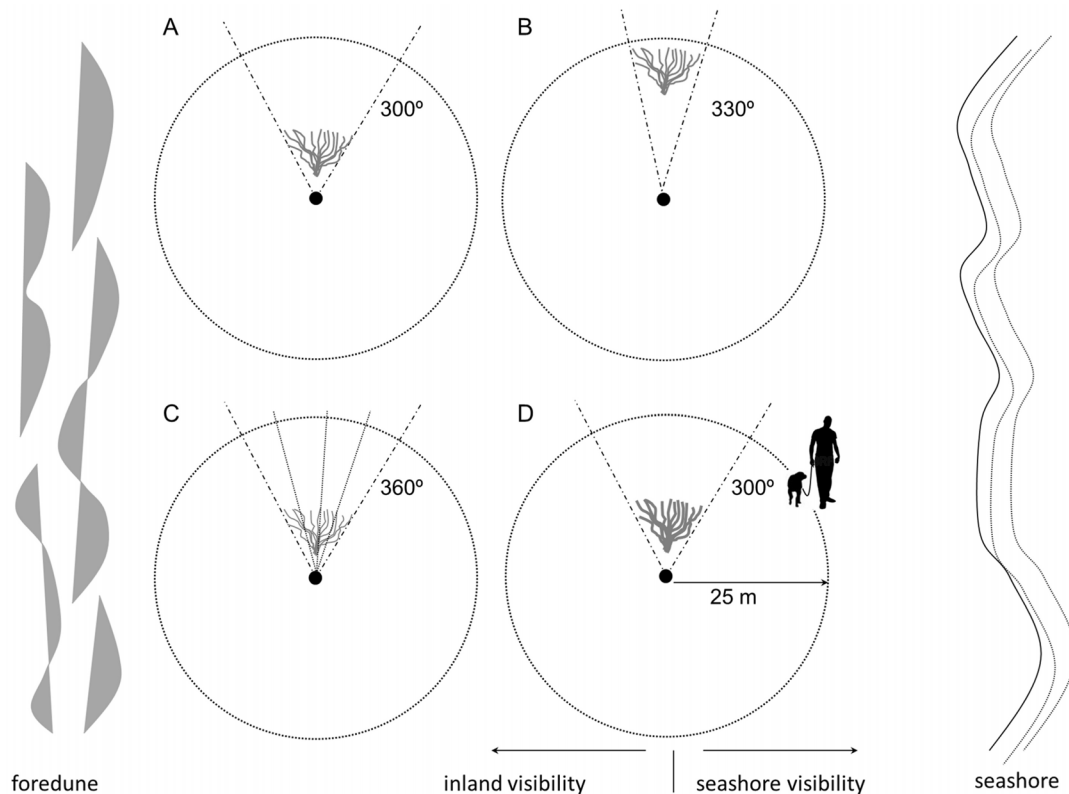 A
300º
B
330º
C
360º
D
300º
25 m
foredune
inland visibility
seashore visibility
seashore